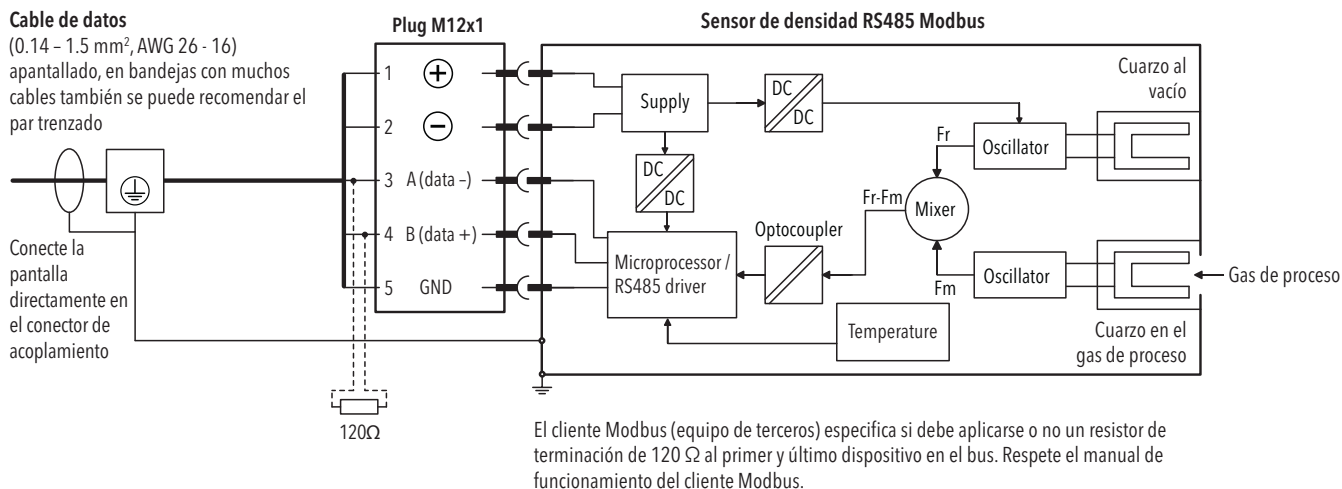 Cable de datos
(0.14 – 1.5 mm², AWG 26 - 16)
apantallado, en bandejas con muchos
cables también se puede recomendar el
par trenzado
Conecte la
pantalla
directamente en
el conector de
acoplamiento
Plug M12x1
1
2
3 A (data –)
4 B (data +)
5 GND
120Ω
Sensor de densidad RS485 Modbus
Supply
DC
DC
DC
DC
Microprocessor /
RS485 driver
Optocoupler
Temperature
Fr
Fr-Fm
Mixer
Fm
Oscillator
Oscillator
Cuarzo al
vacío
Gas de proceso
Cuarzo en el
gas de proceso
El cliente Modbus (equipo de terceros) especifica si debe aplicarse o no un resistor de
terminación de 120 Ω al primer y último dispositivo en el bus. Respete el manual de
funcionamiento del cliente Modbus.